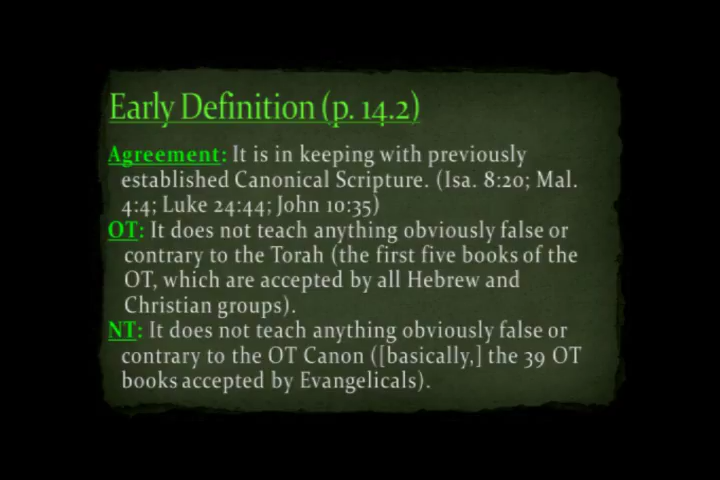 Early Definition (p. 14.2)
Agreement: It is in keeping with previously
established Canonical Scripture. (Isa. 8:20; Mal.
4:4; Luke 24:44; John 10:35)
OT: It does not teach anything obviously false or
contrary to the Torah (the first five books of the
OT, which are accepted by all Hebrew and
Christian groups).
NT: It does not teach anything obviously false or
contrary to the OT Canon ([basically,] the 39 OT
books accepted by Evangelicals).